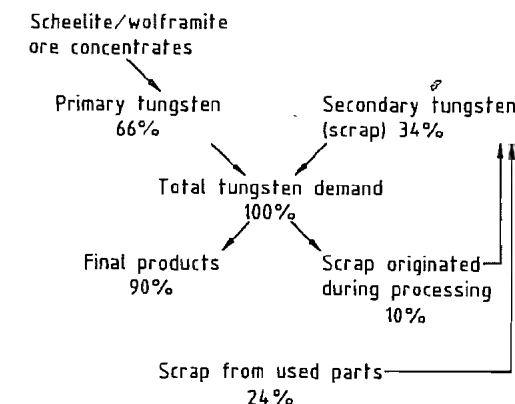 Scheelite/wolframite
ore concentrates
Primary tungsten
66%
Secondary tungsten
(scrap) 34%
Total tungsten demand
100%
Final products
90%
Scrap originated
during processing
10%
Scrap from used parts
24%